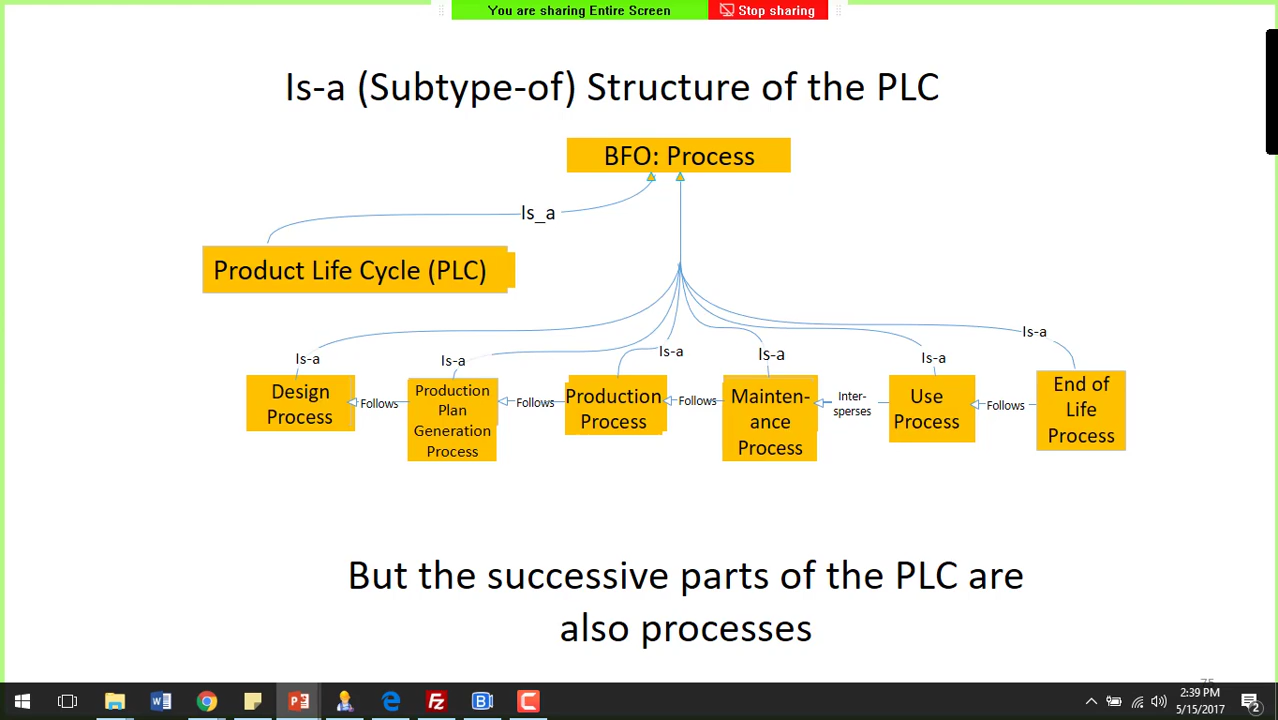 You are sharing Entire Screen
Stop sharing
Is-a (Subtype-of) Structure of the PLC
BFO: Process
Is_a
Product Life Cycle (PLC)
Is-a
Is-a
Is-a
Is-a
Is-a
Is-a
Design
Process
Follows
Production
Plan
Generation
Process
Follows
Production
Process
Follows
Mainten-
ance
Process
Inter-
sperses
Use
Process
Follows
End of
Life
Process
But the successive parts of the PLC are
also processes
75
2:39 PM
5/15/2017
2